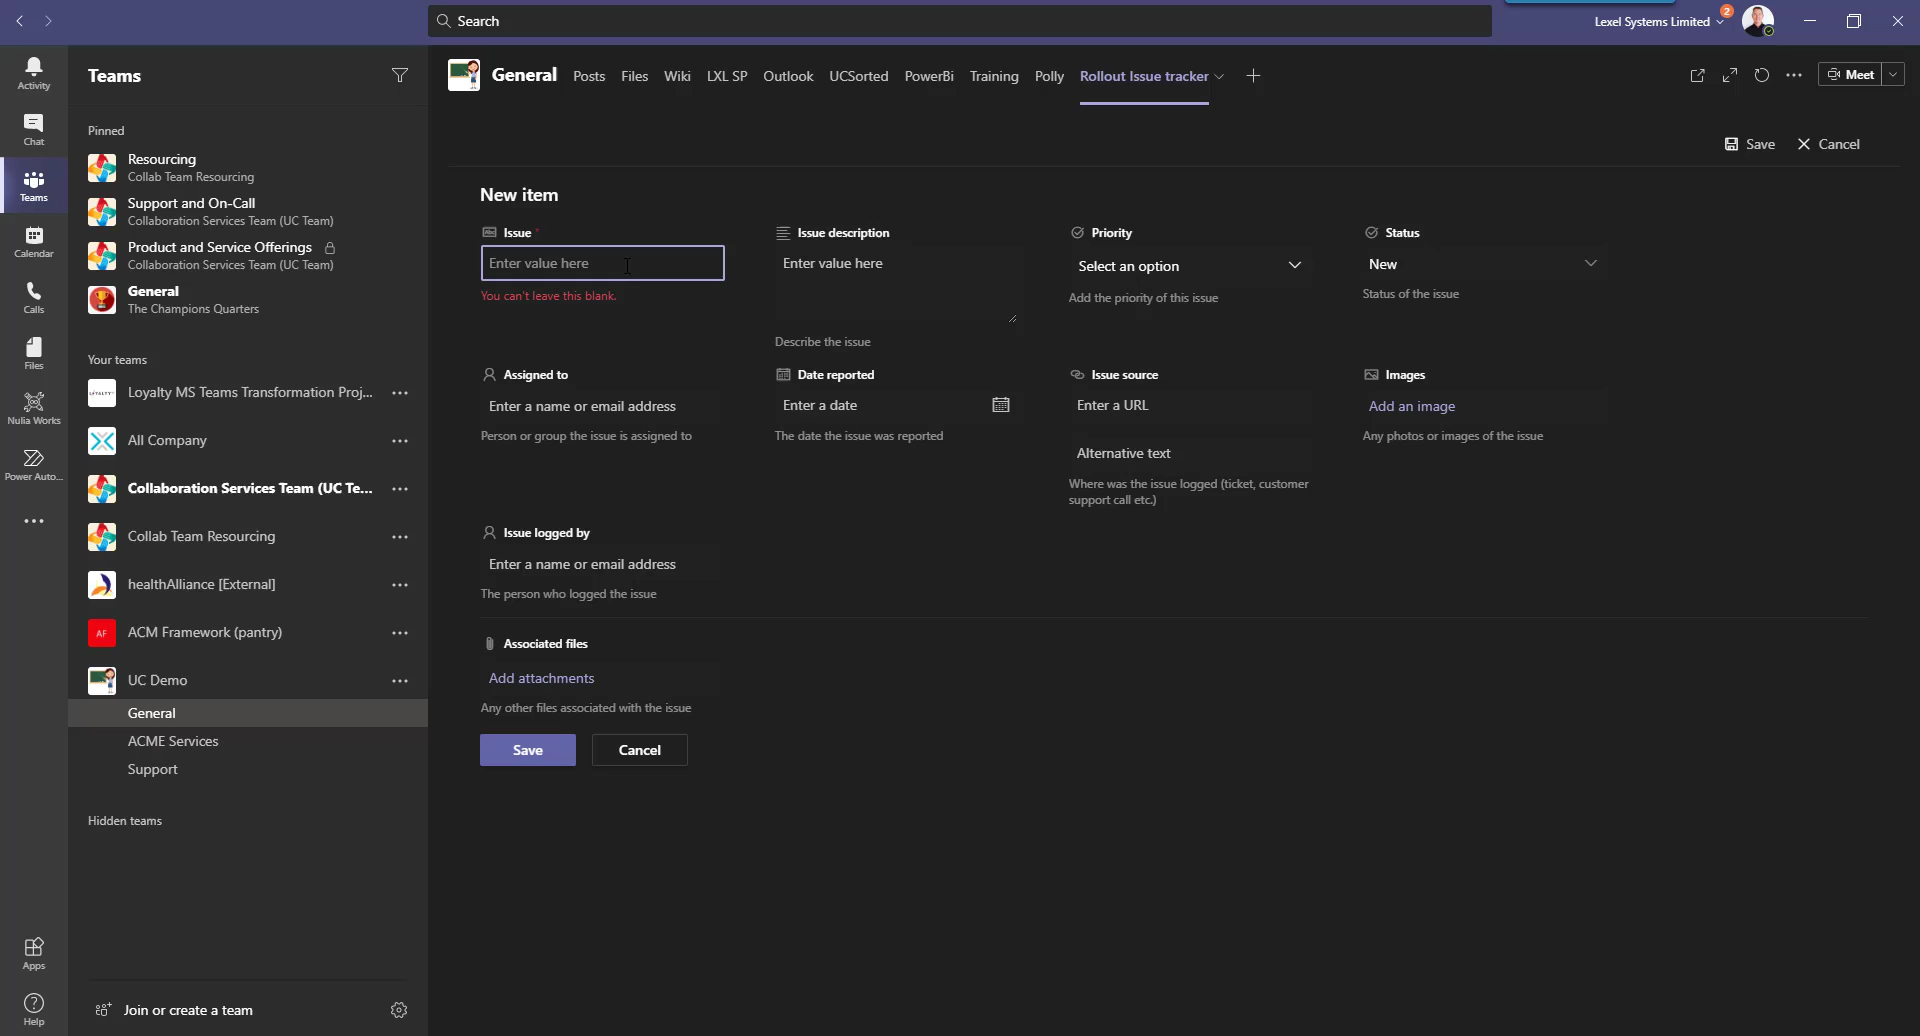 Search
Lexel Systems Limited
2
Activity
Chat
Teams
Calendar
Calls
Files
Nulia Works
Power Auto...
Apps
Help
Teams
Pinned
Resourcing
Collab Team Resourcing
Support and On-Call
Collaboration Services Team (UC Team)
Product and Service Offerings
Collaboration Services Team (UC Team)
General
The Champions Quarters
Your teams
LOYALTY
Loyalty MS Teams Transformation Proj...
All Company
Collaboration Services Team (UC Te...
Collab Team Resourcing
healthAlliance [External]
AF
ACM Framework (pantry)
UC Demo
General
ACME Services
Support
Hidden teams
Join or create a team
General Posts Files Wiki LXL SP Outlook UCSorted PowerBi Training Polly Rollout Issue tracker
Meet
Save Cancel
New item
Abc Issue *
Enter value here
You can't leave this blank.
Issue description
Enter value here
Describe the issue
Priority
Select an option
Add the priority of this issue
Status
New
Status of the issue
Assigned to
Enter a name or email address
Person or group the issue is assigned to
Date reported
Enter a date
The date the issue was reported
Issue source
Enter a URL
Alternative text
Where was the issue logged (ticket, customer
support call etc.)
Images
Add an image
Any photos or images of the issue
Issue logged by
Enter a name or email address
The person who logged the issue
Associated files
Add attachments
Any other files associated with the issue
Save Cancel